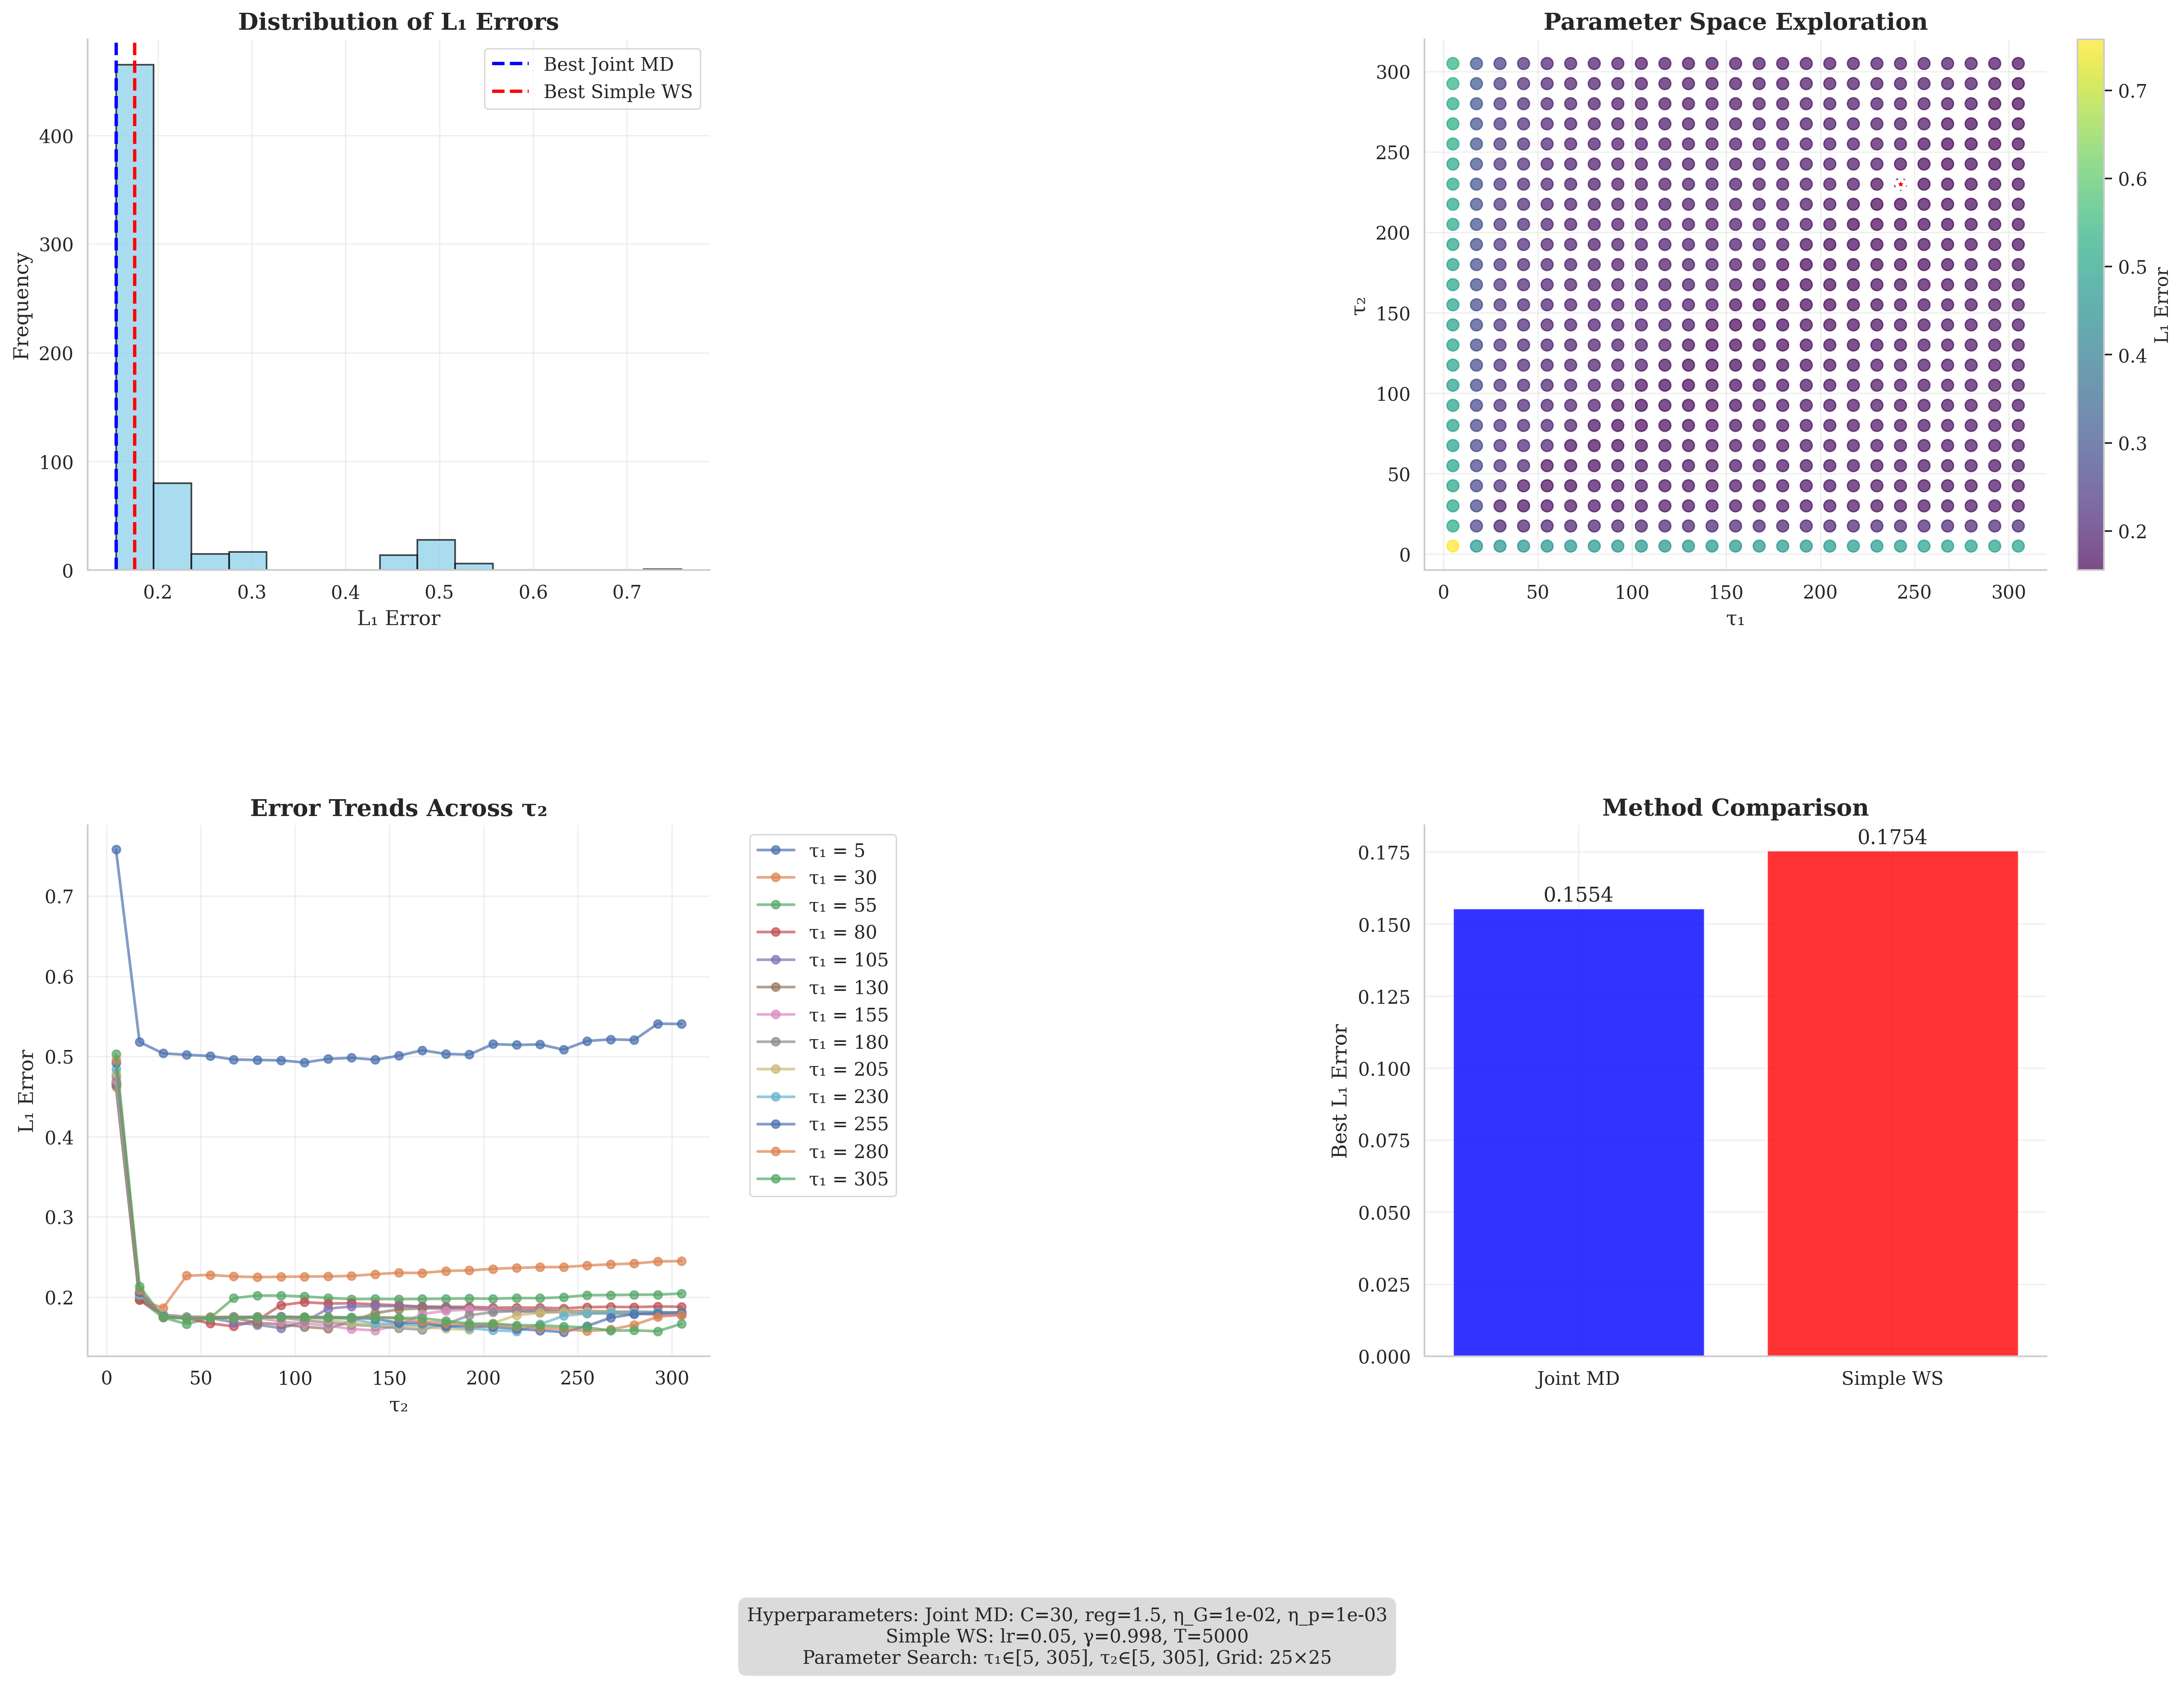 Distribution of L₁ Errors
Best Joint MD
Best Simple WS
Frequency
400
300
200
100
0
0.2
0.3
0.4
0.5
0.6
0.7
L₁ Error
Parameter Space Exploration
τ₂
300
250
200
150
100
50
0
0
50
100
150
200
250
300
τ₁
0.7
0.6
0.5
0.4
0.3
0.2
L₁ Error
Error Trends Across τ₂
L₁ Error
0.7
0.6
0.5
0.4
0.3
0.2
0
50
100
150
200
250
300
τ₂
τ₁ = 5
τ₁ = 30
τ₁ = 55
τ₁ = 80
τ₁ = 105
τ₁ = 130
τ₁ = 155
τ₁ = 180
τ₁ = 205
τ₁ = 230
τ₁ = 255
τ₁ = 280
τ₁ = 305
Method Comparison
Best L₁ Error
0.175
0.150
0.125
0.100
0.075
0.050
0.025
0.000
0.1554
0.1754
Joint MD
Simple WS
Hyperparameters: Joint MD: C=30, reg=1.5, η_G=1e-02, η_p=1e-03
Simple WS: lr=0.05, γ=0.998, T=5000
Parameter Search: τ₁∈[5, 305], τ₂∈[5, 305], Grid: 25×25